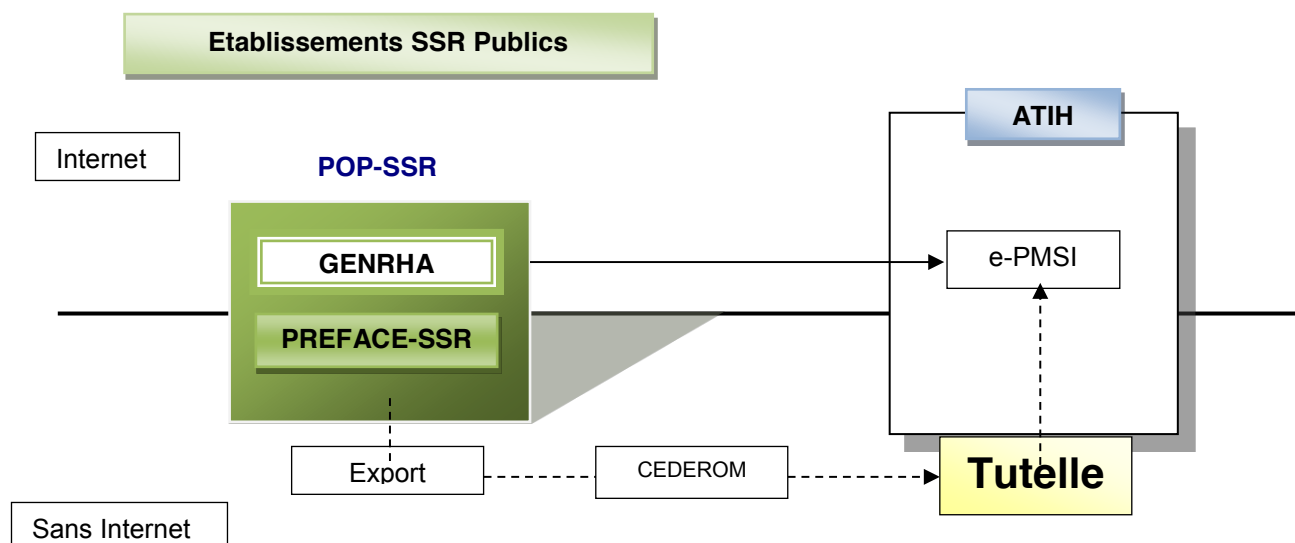 Etablissements SSR Publics
ATIH
Internet
POP-SSR
GENRHA
e-PMSI
PREFACE-SSR
Export
CEDEROM
Tutelle
Sans Internet